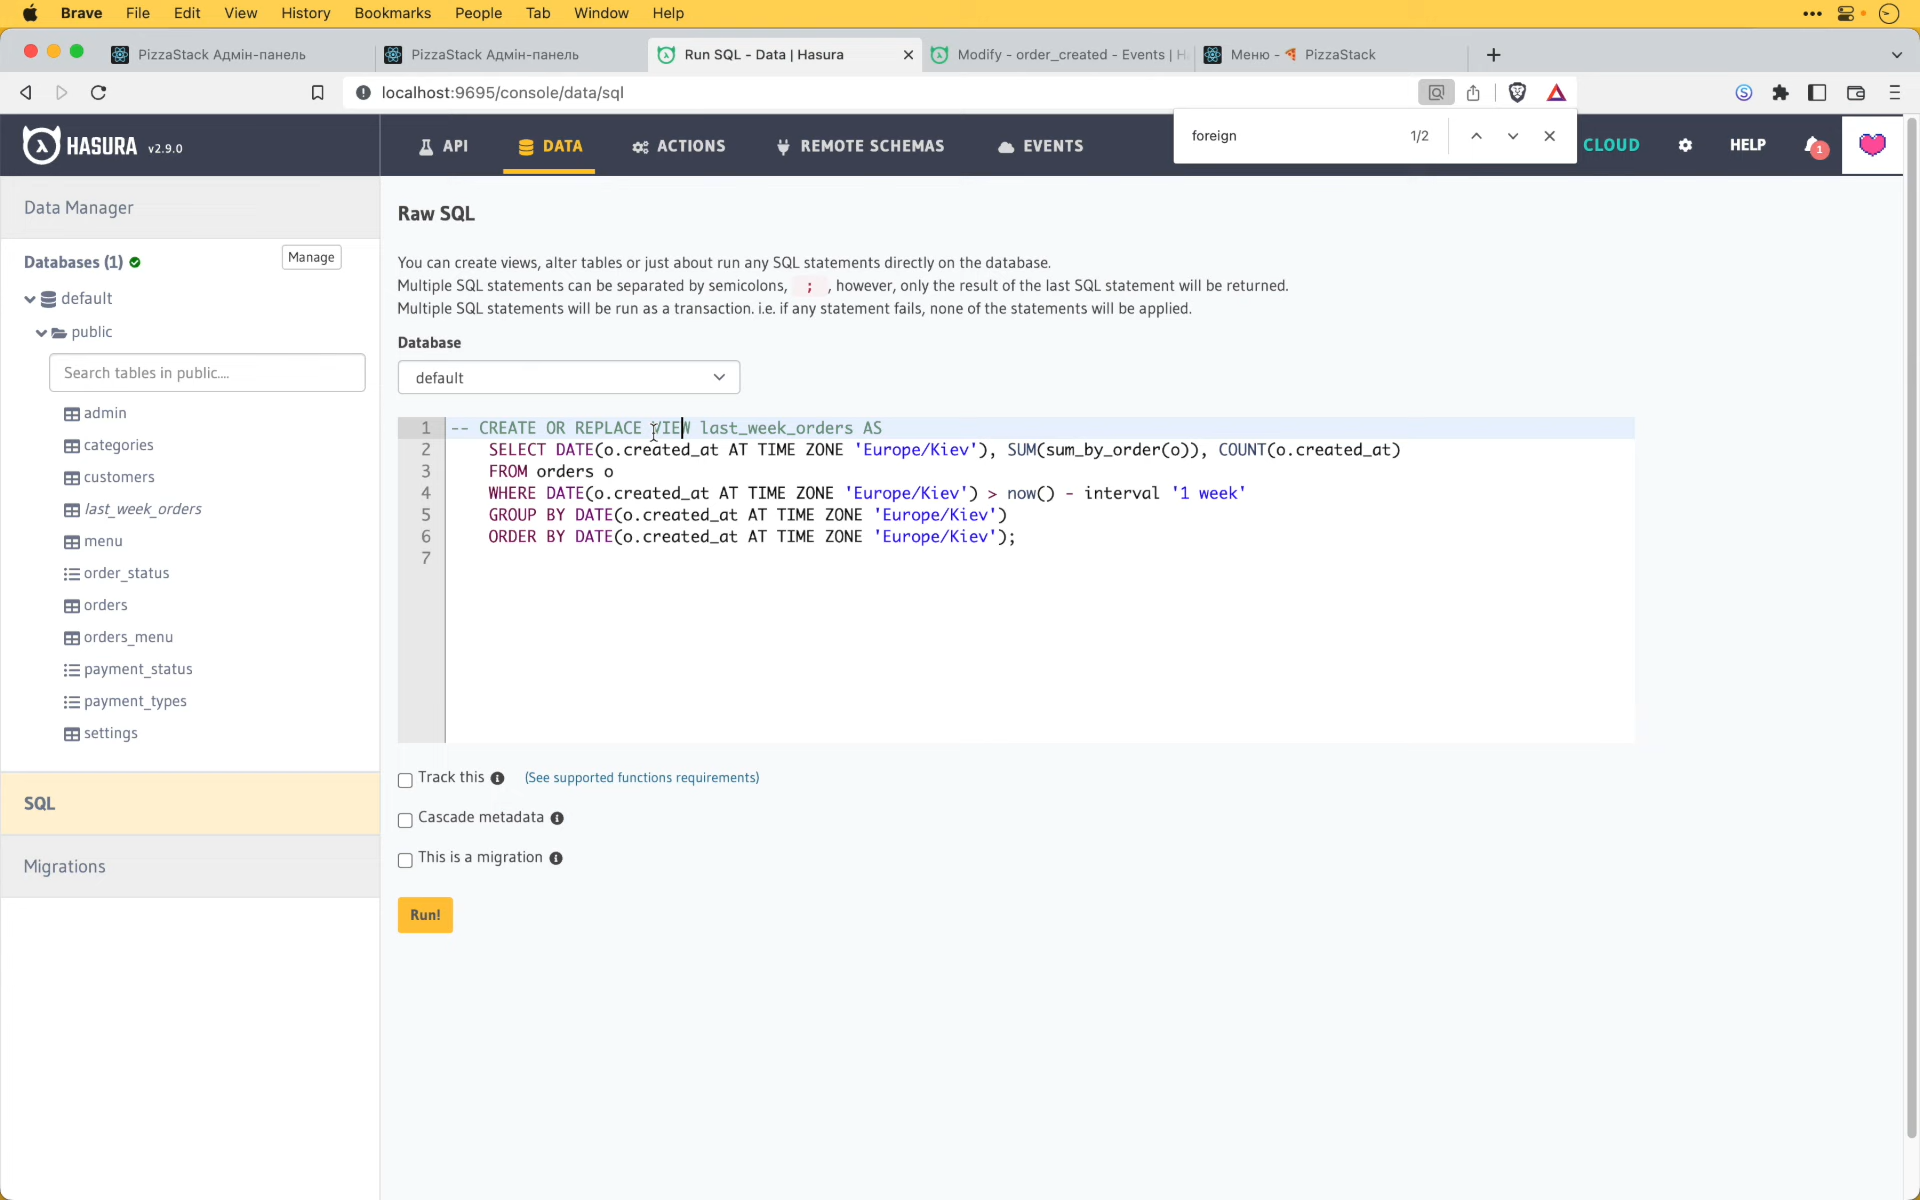 Brave File Edit View History Bookmarks People Tab Window Help
PizzaStack Адмін-панель
PizzaStack Адмін-панель
Run SQL - Data | Hasura
Modify - order_created - Events | H
Меню - PizzaStack
localhost:9695/console/data/sql
foreign 1/2
HASURA v2.9.0
API DATA ACTIONS REMOTE SCHEMAS EVENTS CLOUD HELP 1
Data Manager
Databases (1) Manage
default
public
Search tables in public....
admin
categories
customers
last_week_orders
menu
order_status
orders
orders_menu
payment_status
payment_types
settings
SQL
Migrations
Raw SQL
You can create views, alter tables or just about run any SQL statements directly on the database.
Multiple SQL statements can be separated by semicolons, ; , however, only the result of the last SQL statement will be returned.
Multiple SQL statements will be run as a transaction. i.e. if any statement fails, none of the statements will be applied.
Database
default
1 -- CREATE OR REPLACE VIEW last_week_orders AS
2 SELECT DATE(o.created_at AT TIME ZONE 'Europe/Kiev'), SUM(sum_by_order(o)), COUNT(o.created_at)
3 FROM orders o
4 WHERE DATE(o.created_at AT TIME ZONE 'Europe/Kiev') > now() - interval '1 week'
5 GROUP BY DATE(o.created_at AT TIME ZONE 'Europe/Kiev')
6 ORDER BY DATE(o.created_at AT TIME ZONE 'Europe/Kiev');
7
Track this (See supported functions requirements)
Cascade metadata
This is a migration
Run!